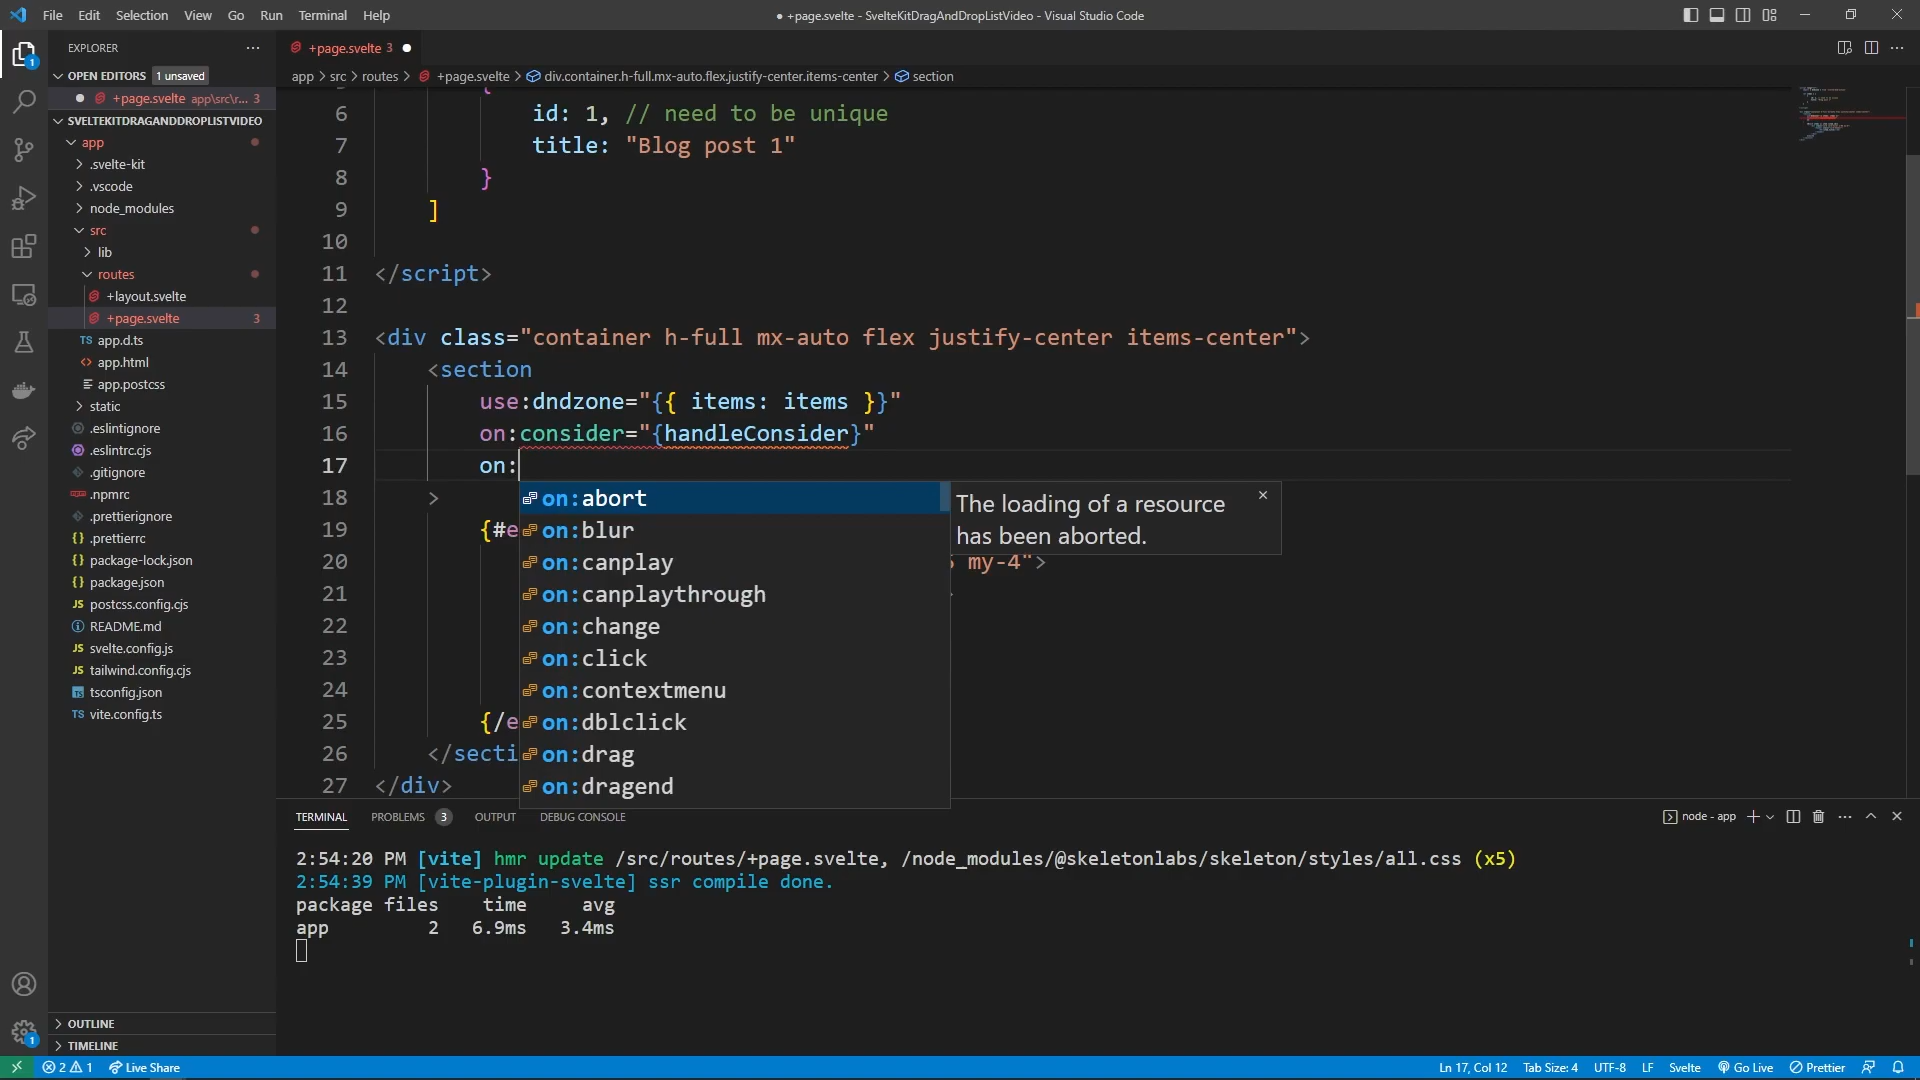 File Edit Selection View Go Run Terminal Help
● +page.svelte - SvelteKitDragAndDropListVideo - Visual Studio Code
EXPLORER
OPEN EDITORS 1 unsaved
+page.svelte app\src\r... 3
SVELTEKITDRAGANDDROPLISTVIDEO
app
.svelte-kit
.vscode
node_modules
src
lib
routes
+layout.svelte
+page.svelte 3
TS app.d.ts
app.html
app.postcss
static
.eslintignore
.eslintrc.cjs
.gitignore
.npmrc
.prettierignore
.prettierrc
package-lock.json
package.json
JS postcss.config.cjs
README.md
JS svelte.config.js
JS tailwind.config.cjs
tsconfig.json
TS vite.config.ts
OUTLINE
TIMELINE
+page.svelte 3
app > src > routes > +page.svelte > div.container.h-full.mx-auto.flex.justify-center.items-center > section
6 id: 1, // need to be unique
7 title: "Blog post 1"
8 }
9 ]
10
11 </script>
12
13 <div class="container h-full mx-auto flex justify-center items-center">
14 <section
15 use:dndzone="{{ items: items }}"
16 on:consider="{handleConsider}"
17 on:
18 >
19 {#e
20 my-4">
21
22
23
24
25 {/e
26 </secti
27 </div>
on:abort
on:blur
on:canplay
on:canplaythrough
on:change
on:click
on:contextmenu
on:dblclick
on:drag
on:dragend
The loading of a resource
has been aborted.
TERMINAL PROBLEMS 3 OUTPUT DEBUG CONSOLE
node - app
2:54:20 PM [vite] hmr update /src/routes/+page.svelte, /node_modules/@skeletonlabs/skeleton/styles/all.css (x5)
2:54:39 PM [vite-plugin-svelte] ssr compile done.
package files time avg
app 2 6.9ms 3.4ms
1
1
2 1 Live Share
Ln 17, Col 12 Tab Size: 4 UTF-8 LF Svelte Go Live Prettier